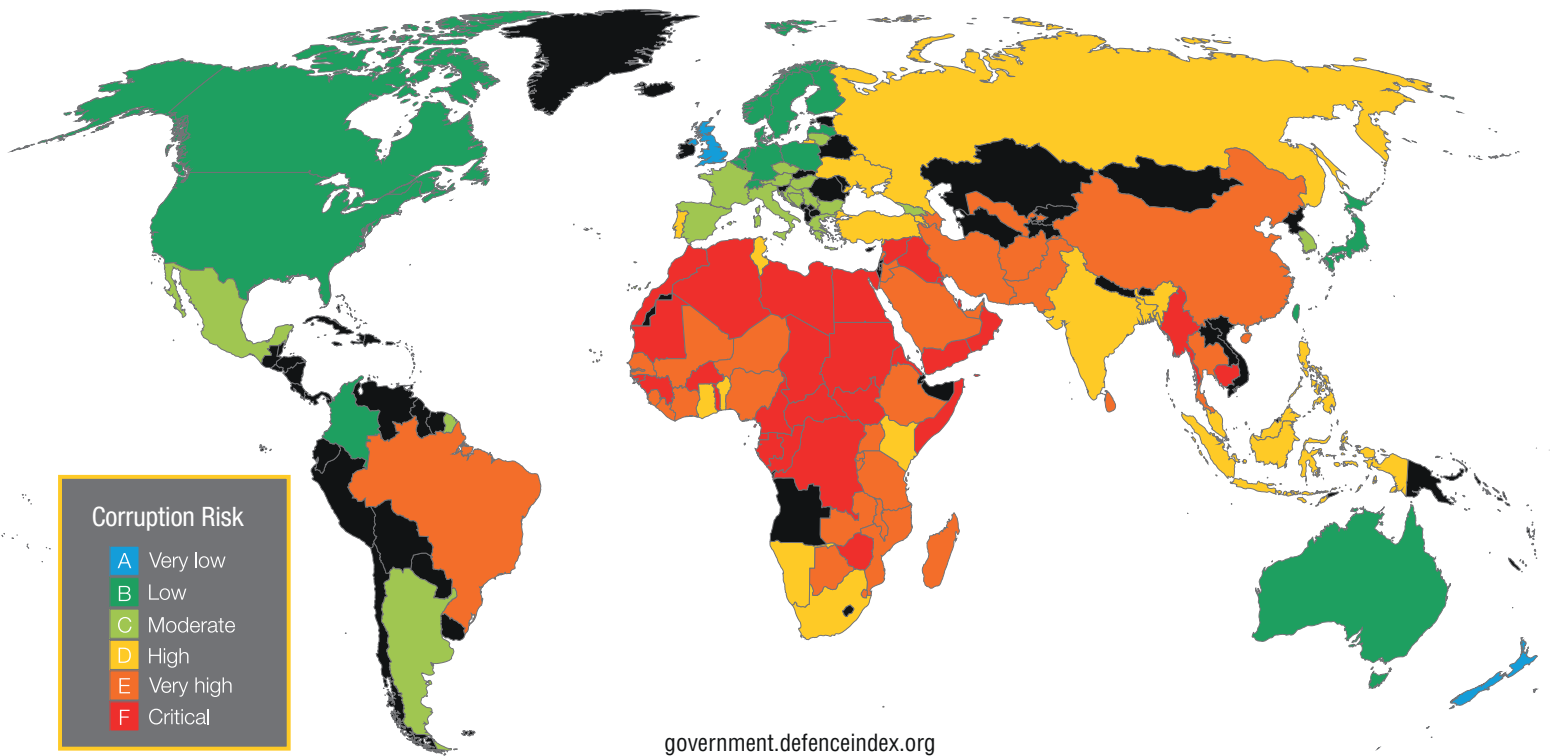 Corruption Risk
A Very low
B Low
C Moderate
D High
E Very high
F Critical
government.defenceindex.org